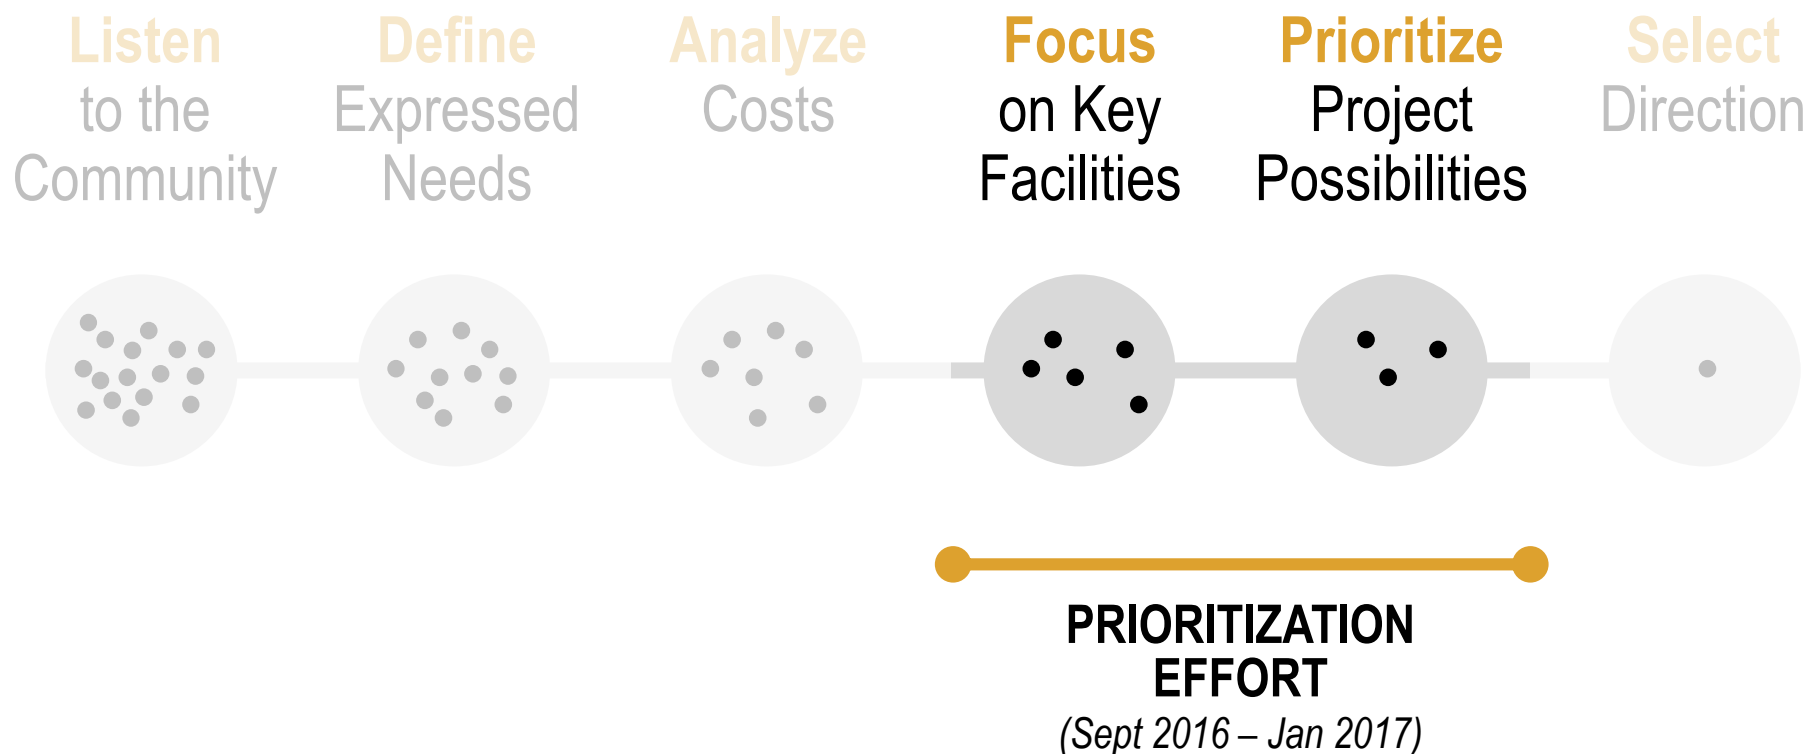 Listen
to the
Community
Define
Expressed
Needs
Analyze
Costs
Focus
on Key
Facilities
Prioritize
Project
Possibilities
Select
Direction
PRIORITIZATION
EFFORT
(Sept 2016 – Jan 2017)